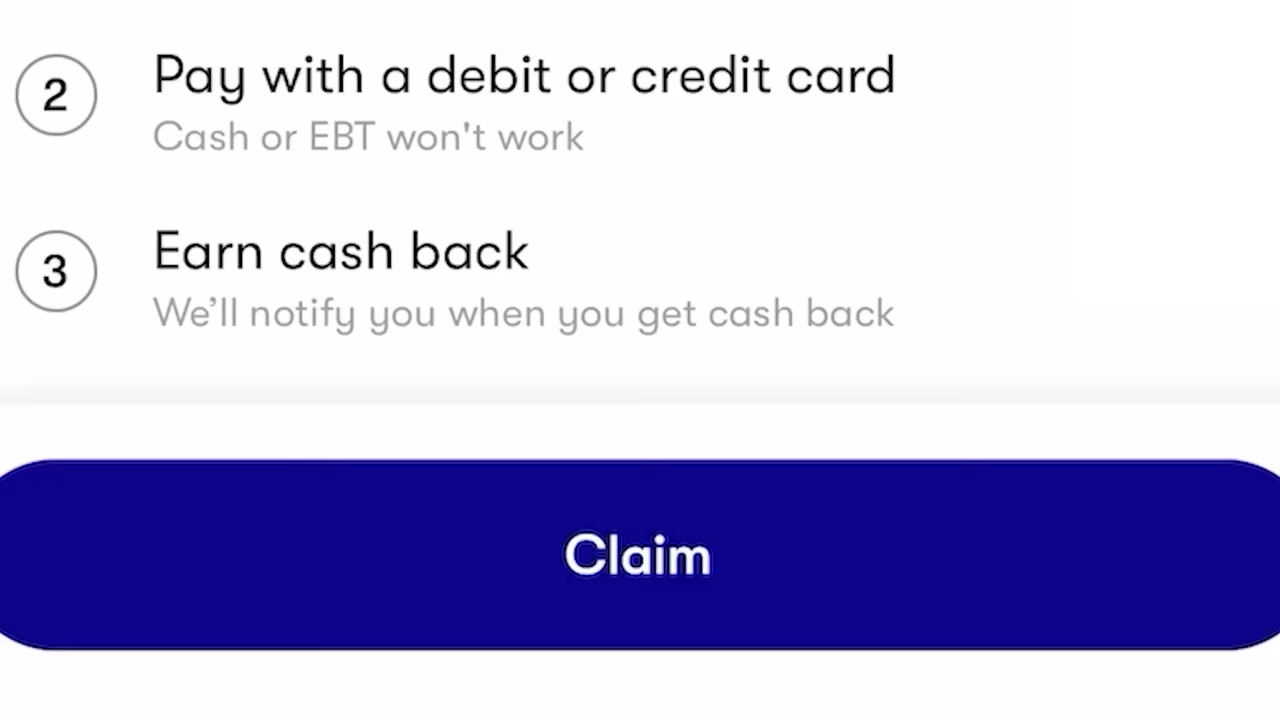 2
Pay with a debit or credit card
Cash or EBT won't work
3
Earn cash back
We’ll notify you when you get cash back
Claim